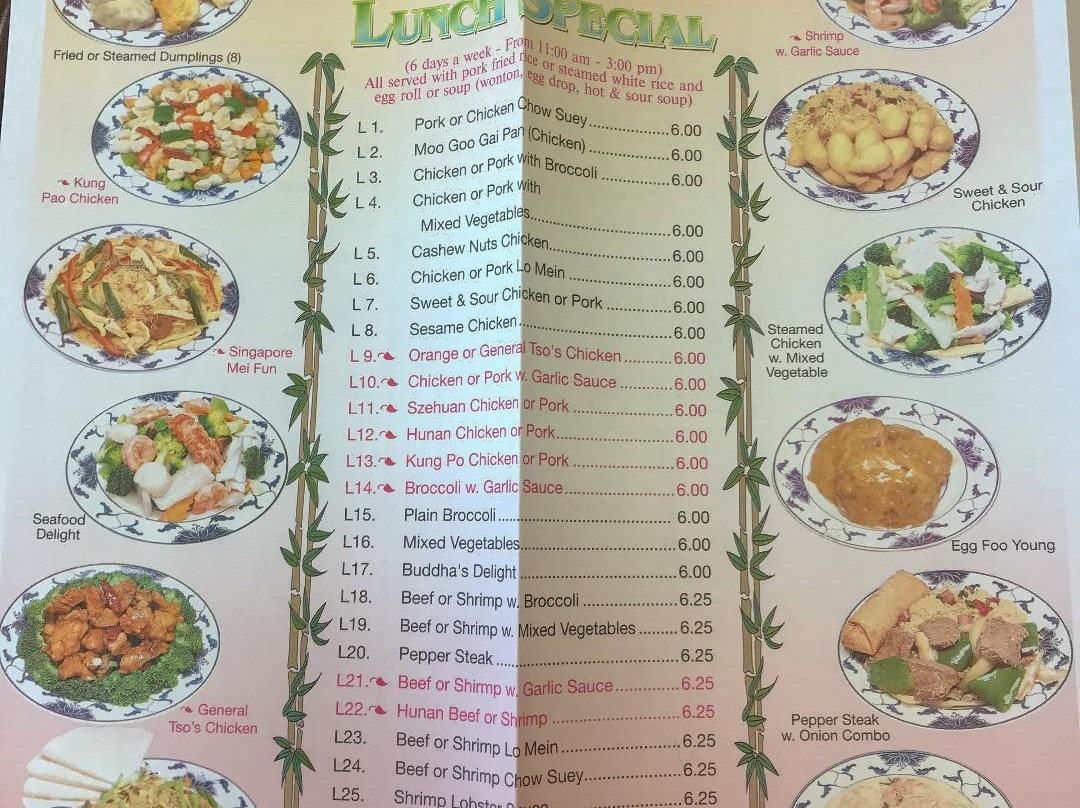 LUNCH SPECIAL
(6 days a week - From 11:00 am - 3:00 pm)
All served with pork fried rice or steamed white rice and
egg roll or soup (wonton, egg drop, hot & sour soup)
L 1. Pork or Chicken Chow Suey 6.00
L 2. Moo Goo Gai Pan (Chicken) 6.00
L 3. Chicken or Pork with Broccoli 6.00
L 4. Chicken or Pork with
Mixed Vegetables 6.00
L 5. Cashew Nuts Chicken 6.00
L 6. Chicken or Pork Lo Mein 6.00
L 7. Sweet & Sour Chicken or Pork 6.00
L 8. Sesame Chicken 6.00
L 9. Orange or General Tso's Chicken 6.00
L10. Chicken or Pork w. Garlic Sauce 6.00
L11. Szehuan Chicken or Pork 6.00
L12. Hunan Chicken or Pork 6.00
L13. Kung Po Chicken or Pork 6.00
L14. Broccoli w. Garlic Sauce 6.00
L15. Plain Broccoli 6.00
L16. Mixed Vegetables 6.00
L17. Buddha's Delight 6.00
L18. Beef or Shrimp w. Broccoli 6.25
L19. Beef or Shrimp w. Mixed Vegetables 6.25
L20. Pepper Steak 6.25
L21. Beef or Shirmp w. Garlic Sauce 6.25
L22. Hunan Beef or Shrimp 6.25
L23. Beef or Shrimp Lo Mein 6.25
L24. Beef or Shrimp Chow Suey 6.25
L25. Shrimp Lobster 6.25
Fried or Steamed Dumplings (8)
Kung
Pao Chicken
Singapore
Mei Fun
Seafood
Delight
General
Tso's Chicken
Shrimp
w. Garlic Sauce
Sweet & Sour
Chicken
Steamed
Chicken
w. Mixed
Vegetable
Egg Foo Young
Pepper Steak
w. Onion Combo